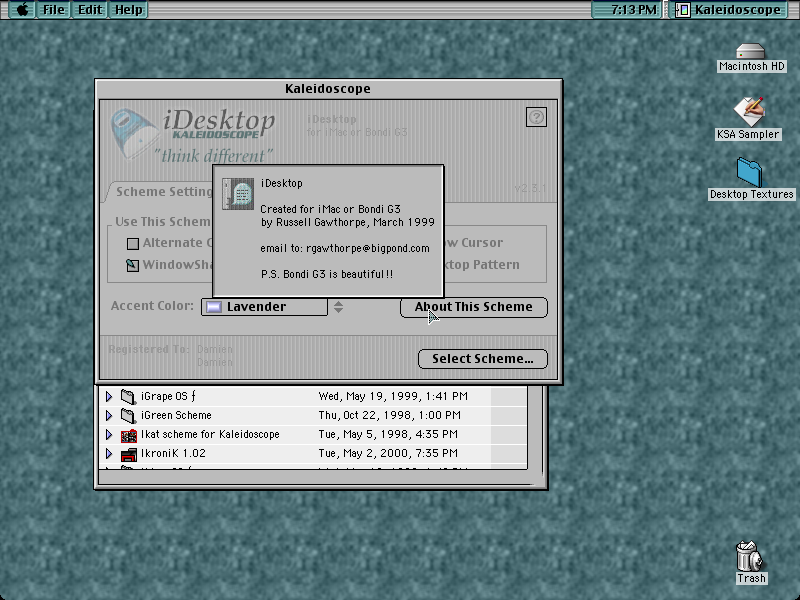 File Edit Help
7:13 PM
Kaleidoscope
Macintosh HD
KSA Sampler
Desktop Textures
Trash
Kaleidoscope
iDesktop
KALEIDOSCOPE
"think different"
iDesktop
for iMac or Bondi G3
v2.3.1
Scheme Setting
Use This Schem
Alternate C
w Cursor
WindowSha
ktop Pattern
iDesktop
Created for iMac or Bondi G3
by Russell Gawthorpe, March 1999
email to: rgawthorpe@bigpond.com
P.S. Bondi G3 is beautiful!!
Accent Color:
Lavender
About This Scheme
Registered To: Damien
Damien
Select Scheme...
iGrape OS ƒ Wed, May 19, 1999, 1:41 PM
iGreen Scheme Thu, Oct 22, 1998, 1:00 PM
Ikat scheme for Kaleidoscope Tue, May 5, 1998, 4:35 PM
IkroniK 1.02 Tue, May 2, 2000, 7:35 PM